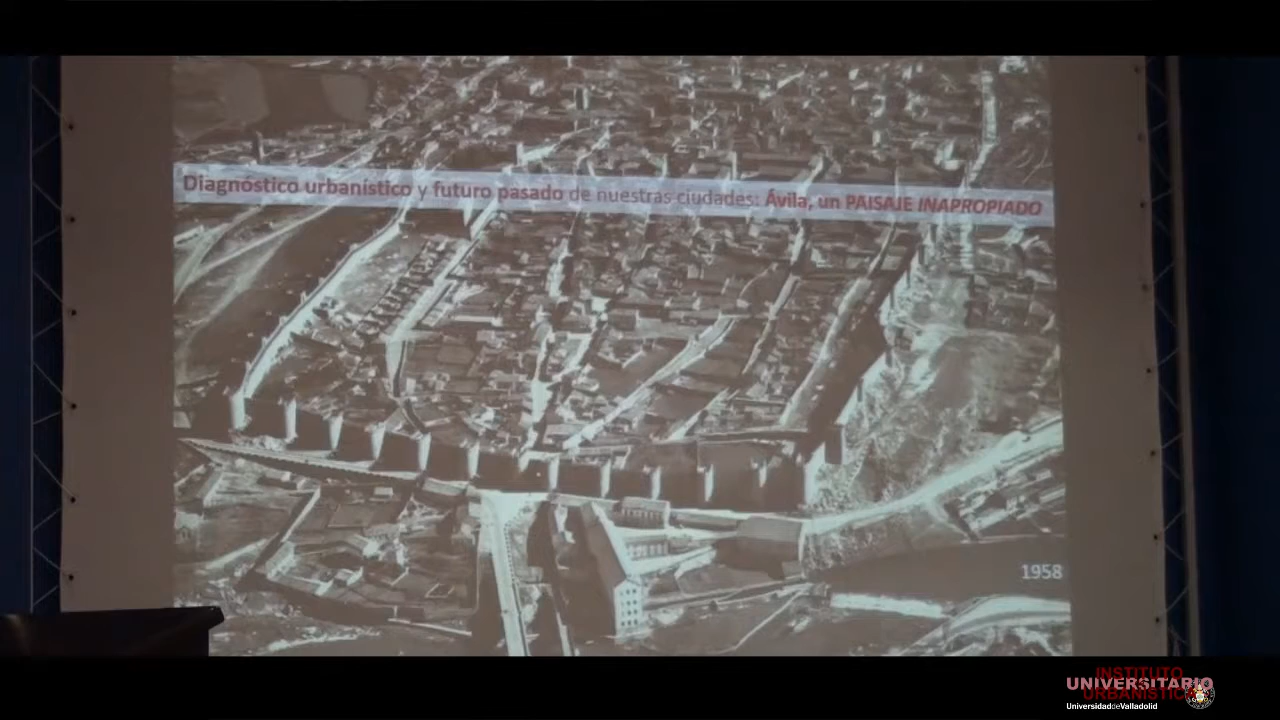 Diagnóstico urbanístico y futuro pasado de nuestras ciudades: Ávila, un PAISAJE INAPROPIADO
1958
INSTITUTO
UNIVERSITARIO
URBANÍSTICA
UniversidaddeValladolid